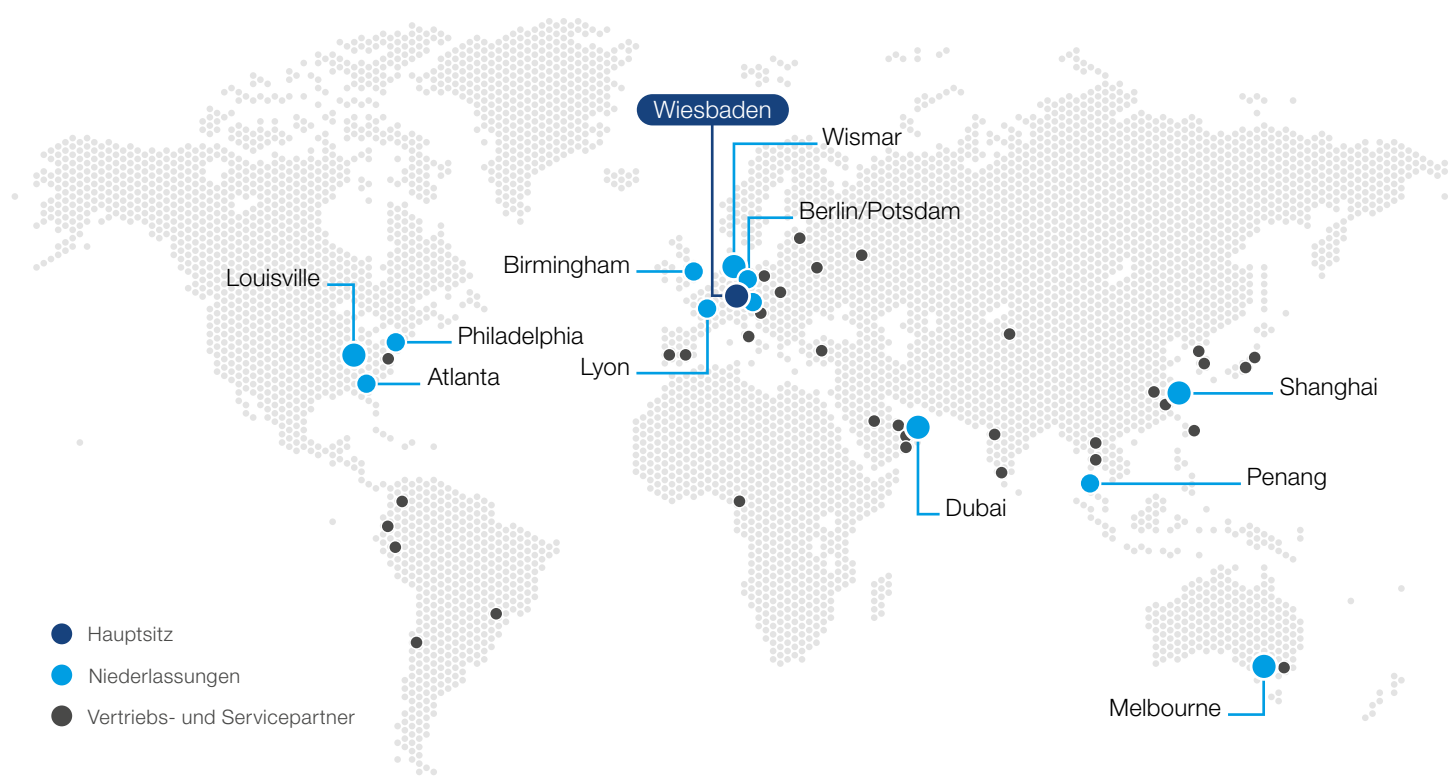 Wiesbaden
Wismar
Berlin/Potsdam
Birmingham
Louisville
Philadelphia
Lyon
Atlanta
Shanghai
Penang
Dubai
Hauptsitz
Niederlassungen
Melbourne
Vertriebs- und Servicepartner